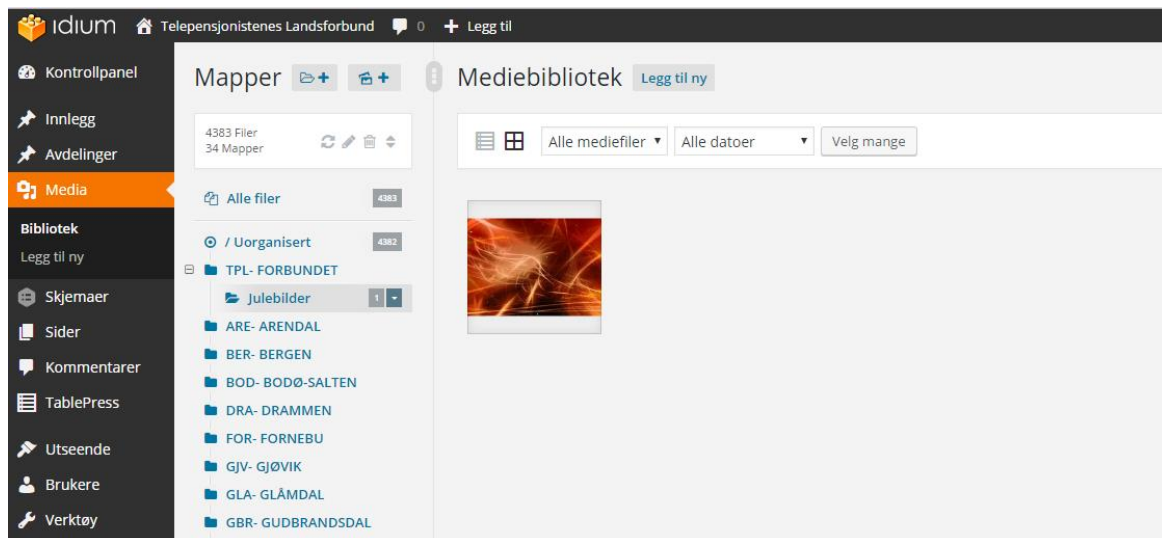 IDIUM Telepensjonistenes Landsforbund 0 + Legg til
Kontrollpanel
Innlegg
Avdelinger
Media
Bibliotek
Legg til ny
Skjemaer
Sider
Kommentarer
TablePress
Utseende
Brukere
Verktøy
Mapper + +
4383 Filer
34 Mapper
Alle filer 4383
/ Uorganisert 4382
TPL- FORBUNDET
Julebilder 1
ARE- ARENDAL
BER- BERGEN
BOD- BODØ-SALTEN
DRA- DRAMMEN
FOR- FORNEBU
GJV- GJØVIK
GLA- GLÅMDAL
GBR- GUDBRANDSDAL
Mediebibliotek Legg til ny
Alle mediefiler Alle datoer Velg mange